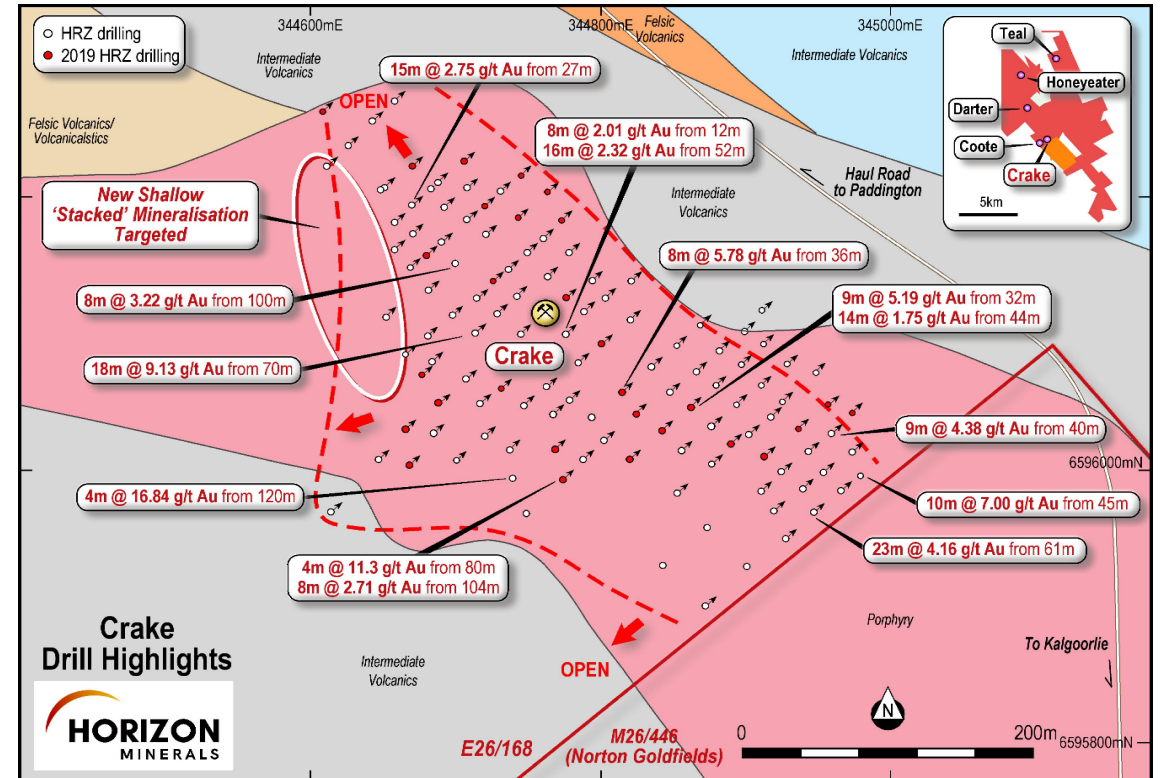 344600mE
344800mE
345000mE
HRZ drilling
2019 HRZ drilling
Intermediate
Volcanics
Felsic
Volcanics
Intermediate Volcanics
Teal
Honeyeater
Darter
Coote
Crake
5km
15m @ 2.75 g/t Au from 27m
OPEN
Felsic Volcanics/
Volcanicalstics
8m @ 2.01 g/t Au from 12m
16m @ 2.32 g/t Au from 52m
Haul Road
to Paddington
Intermediate
Volcanics
New Shallow
‘Stacked’ Mineralisation
Targeted
8m @ 5.78 g/t Au from 36m
8m @ 3.22 g/t Au from 100m
9m @ 5.19 g/t Au from 32m
14m @ 1.75 g/t Au from 44m
Crake
18m @ 9.13 g/t Au from 70m
9m @ 4.38 g/t Au from 40m
6596000mN
4m @ 16.84 g/t Au from 120m
10m @ 7.00 g/t Au from 45m
23m @ 4.16 g/t Au from 61m
4m @ 11.3 g/t Au from 80m
8m @ 2.71 g/t Au from 104m
Crake
Drill Highlights
Porphyry
To Kalgoorlie
Intermediate
Volcanics
OPEN
HORIZON
MINERALS
N
0
200m
6595800mN
E26/168
M26/446
(Norton Goldfields)